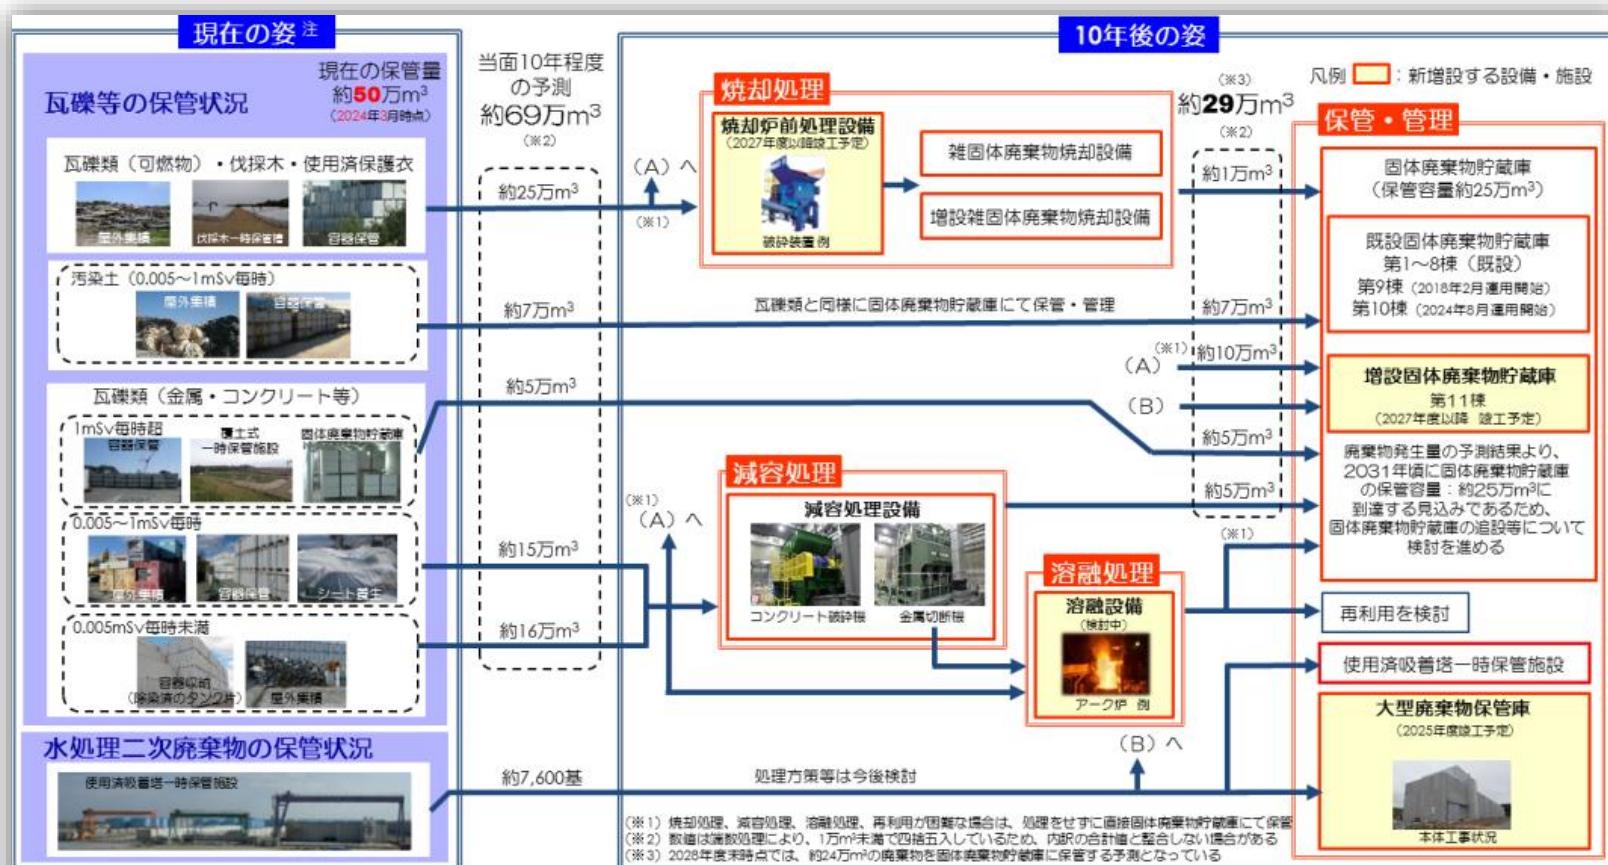 現在の姿 注
10年後の姿
瓦礫等の保管状況
現在の保管量
約50万m³
(2024年3月時点)
瓦礫類(可燃物)・伐採木・使用済保護衣
屋外集積
伐採木一時保管槽
容器保管
汚染土(0.005~1mSv毎時)
屋外集積
容器保管
瓦礫類(金属・コンクリート等)
1mSv毎時超
容器保管
覆土式
一時保管施設
固体廃棄物貯蔵庫
0.005~1mSv毎時
屋外集積
容器保管
シート養生
0.005mSv毎時未満
容器収納
(除染済のタンク片)
屋外集積
水処理二次廃棄物の保管状況
使用済吸着塔一時保管施設
当面10年程度
の予測
約69万m³
(※2)
約25万m³
約7万m³
約5万m³
約15万m³
約16万m³
約7,600基
(A)へ
(※1)
焼却処理
焼却炉前処理設備
(2027年度以降竣工予定)
破砕装置 例
雑固体廃棄物焼却設備
増設雑固体廃棄物焼却設備
瓦礫類と同様に固体廃棄物貯蔵庫にて保管・管理
(※1)
(A)へ
減容処理
減容処理設備
コンクリート破砕機
金属切断機
溶融処理
溶融設備
(検討中)
アーク炉 例
処理方策等は今後検討
(B)へ
(※3)
約29万m³
(※2)
約1万m³
約7万m³
(A)
(※1)
約10万m³
(B)
約5万m³
約5万m³
(※1)
凡例
:新増設する設備・施設
保管・管理
固体廃棄物貯蔵庫
(保管容量約25万m³)
既設固体廃棄物貯蔵庫
第1~8棟(既設)
第9棟(2018年2月運用開始)
第10棟(2024年8月運用開始)
増設固体廃棄物貯蔵庫
第11棟
(2027年度以降 竣工予定)
廃棄物発生量の予測結果より、
2031年頃に固体廃棄物貯蔵庫
の保管容量:約25万m³に
到達する見込みであるため、
固体廃棄物貯蔵庫の追設等について
検討を進める
再利用を検討
使用済吸着塔一時保管施設
大型廃棄物保管庫
(2025年度竣工予定)
本体工事状況
(※1)焼却処理、減容処理、溶融処理、再利用が困難な場合は、処理をせずに直接固体廃棄物貯蔵庫にて保管
(※2)数値は端数処理により、1万m³未満で四捨五入しているため、内訳の合計値と整合しない場合がある
(※3)2028年度末時点では、約24万m³の廃棄物を固体廃棄物貯蔵庫に保管する予測となっている